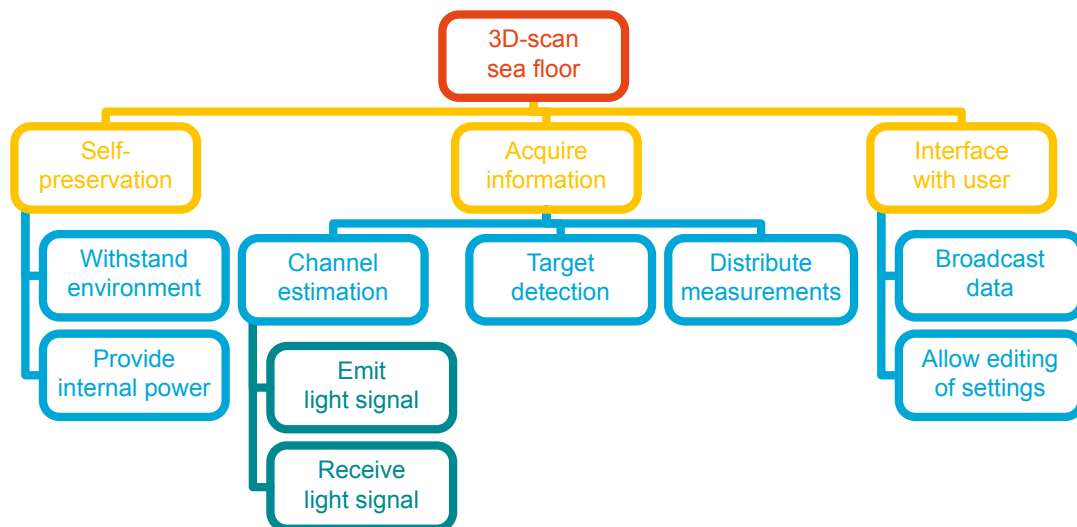 3D-scan
sea floor
Self-
preservation
Acquire
information
Interface
with user
Withstand
environment
Channel
estimation
Target
detection
Distribute
measurements
Broadcast
data
Provide
internal power
Emit
light signal
Allow editing
of settings
Receive
light signal